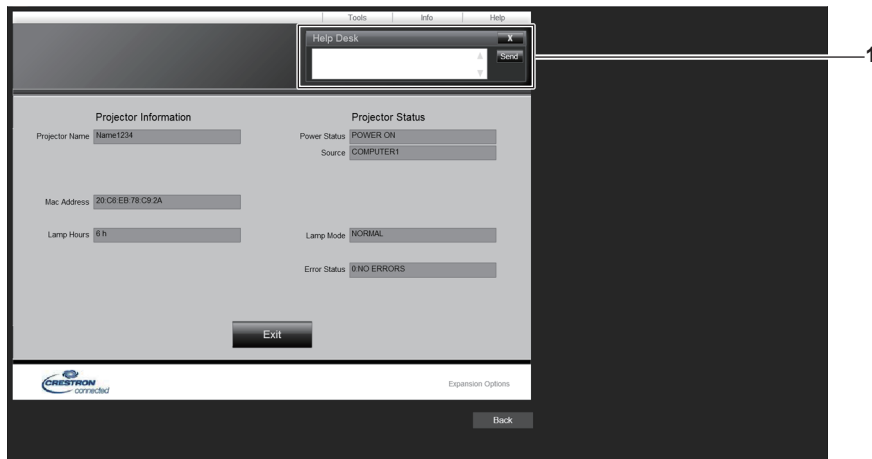 Tools Info Help
Help Desk X
Send
1
Projector Information
Projector Status
Projector Name Name1234
Power Status POWER ON
Source COMPUTER1
Mac Address 20:C6:EB:78:C9:2A
Lamp Hours 6 h
Lamp Mode NORMAL
Error Status 0:NO ERRORS
Exit
CRESTRON
connected
Expansion Options
Back